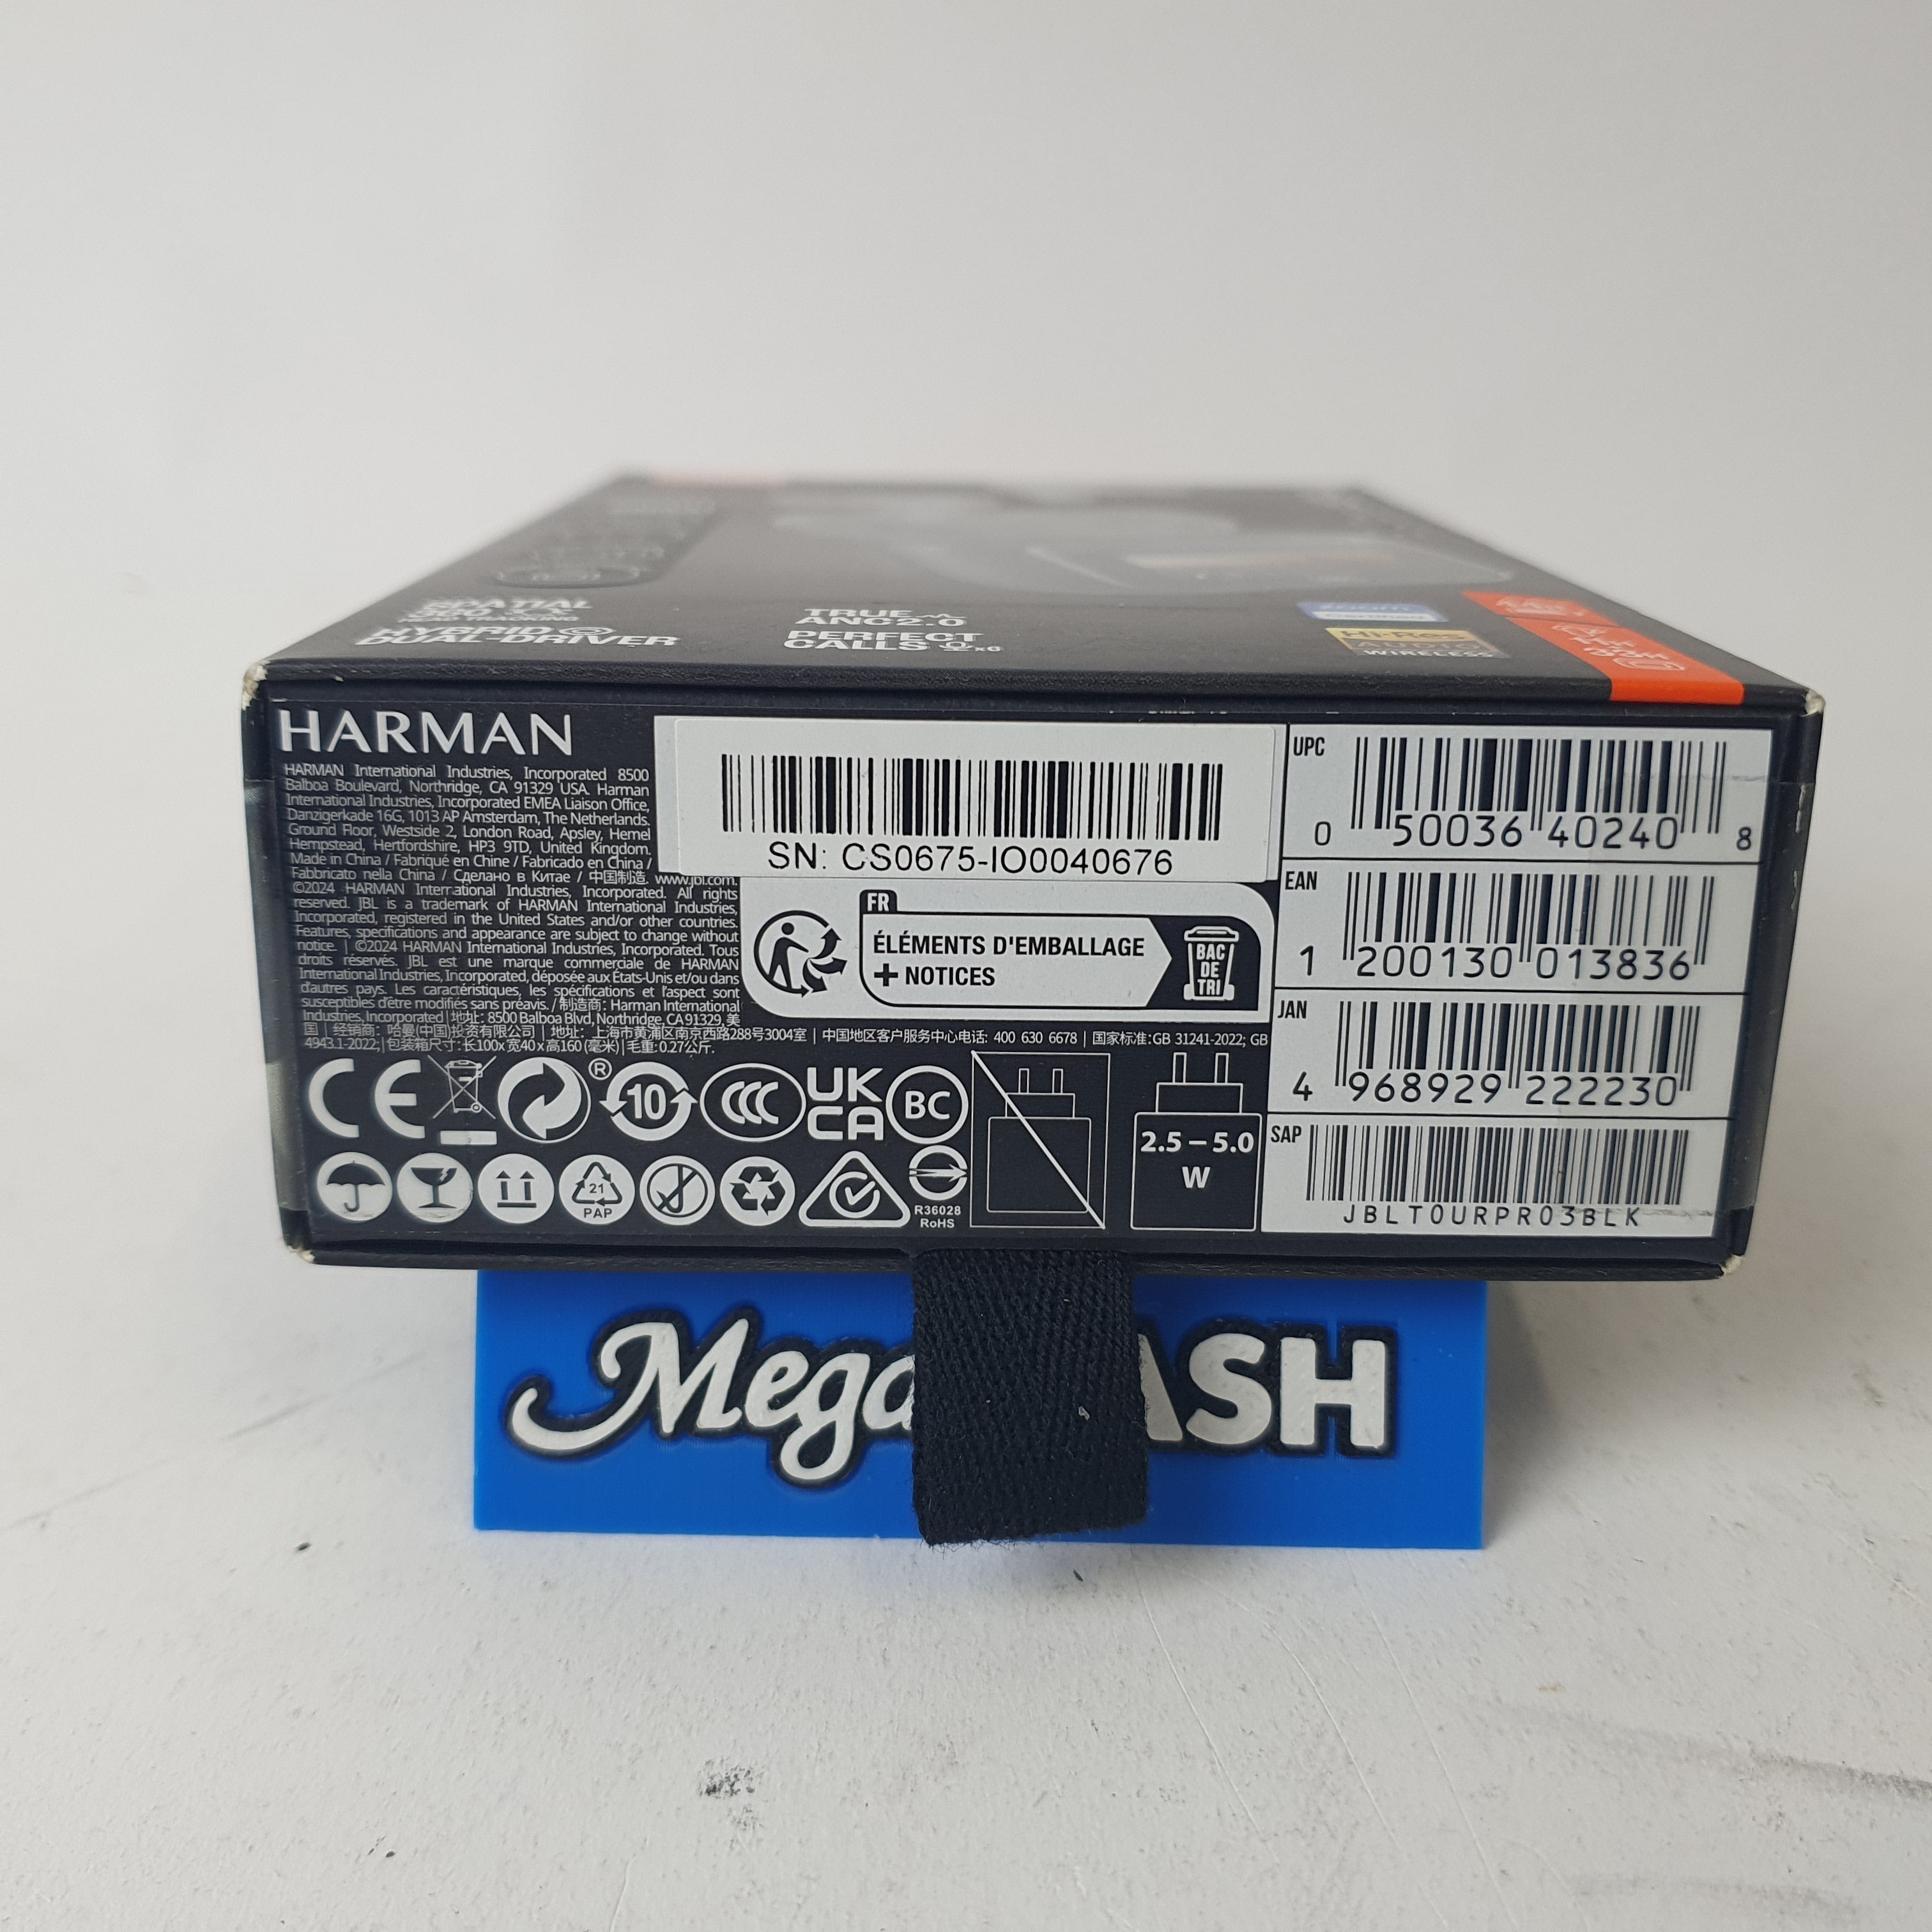 SPATIAL
360
HEAD TRACKING
HYBRID
DUAL-DRIVER
TRUE
ANC2.0
PERFECT
CALLS x6
zoom
Certified
Hi-Res
AUDIO
WIRELESS
HARMAN
HARMAN International Industries, Incorporated 8500
Balboa Boulevard, Northridge, CA 91329 USA. Harman
International Industries, Incorporated EMEA Liaison Office,
Danzigerkade 16G, 1013 AP Amsterdam, The Netherlands.
Ground Floor, Westside 2, London Road, Apsley, Hemel
Hempstead, Hertfordshire, HP3 9TD, United Kingdom.
Made in China / Fabriqué en Chine / Fabricado en China /
Fabbricato nella China / Сделано в Китае / 中国制造. www.jbl.com.
©2024 HARMAN International Industries, Incorporated. All rights
reserved. JBL is a trademark of HARMAN International Industries,
Incorporated, registered in the United States and/or other countries.
Features, specifications and appearance are subject to change without
notice. | ©2024 HARMAN International Industries, Incorporated. Tous
droits réservés. JBL est une marque commerciale de HARMAN
International Industries, Incorporated, déposée aux États-Unis et/ou dans
d'autres pays. Les caractéristiques, les spécifications et l'aspect sont
susceptibles d'être modifiés sans préavis. / 制造商: Harman International
Industries, Incorporated | 地址: 8500 Balboa Blvd, Northridge CA 91329, 美
国 | 经销商: 哈曼(中国)投资有限公司 | 地址: 上海市黄浦区南京西路288号3004室 | 中国地区客户服务中心电话: 400 630 6678 | 国家标准:GB 31241-2022; GB
4943.1-2022; | 包装箱尺寸: 长100x 宽40 x 高160 (毫米) | 毛重: 0.27公斤.
SN: CS0675-IO0040676
FR
ÉLÉMENTS D'EMBALLAGE
+ NOTICES
BAC
DE
TRI
UPC
0 50036 40240 8
EAN
1 200130 013836
JAN
4 968929 222230
SAP
JBLTOURPRO3BLK
CE
®
10
CCC
UK
CA
BC
21
PAP
R36028
RoHS
2.5 – 5.0
W
Mega
ASH